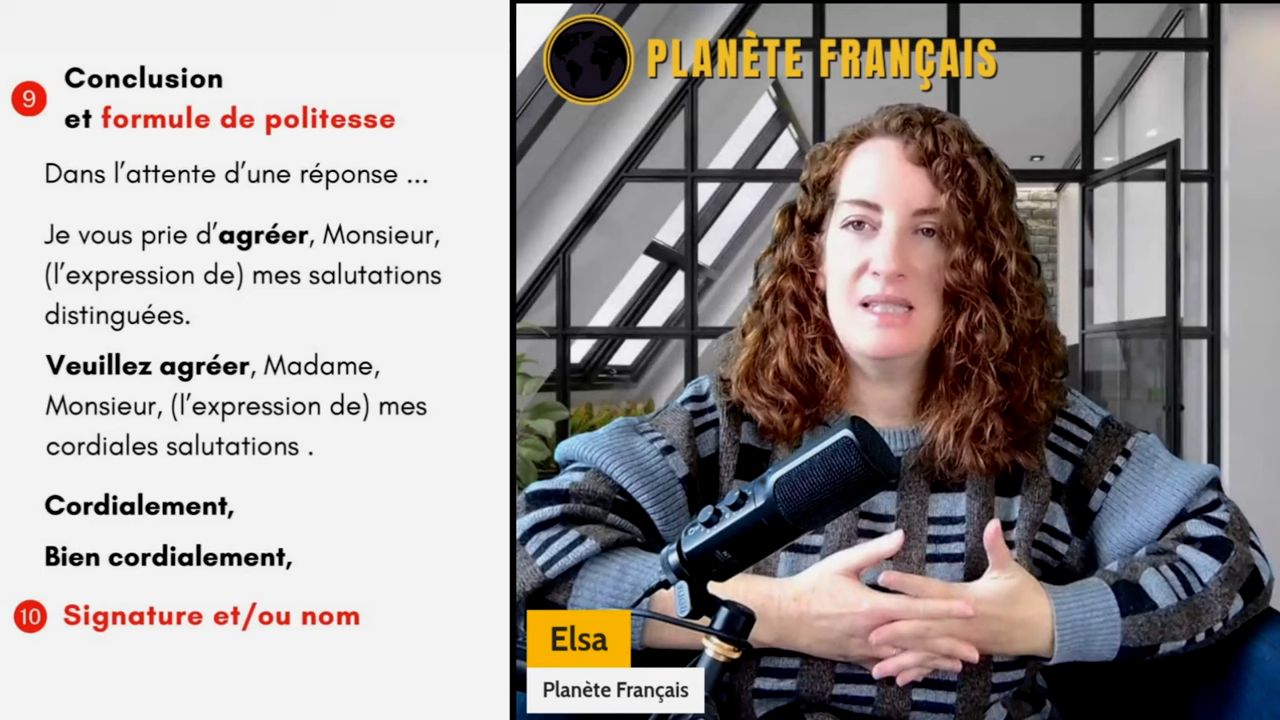 9
Conclusion
et formule de politesse
Dans l’attente d’une réponse ...
Je vous prie d’agréer, Monsieur,
(l’expression de) mes salutations
distinguées.
Veuillez agréer, Madame,
Monsieur, (l’expression de) mes
cordiales salutations .
Cordialement,
Bien cordialement,
10 Signature et/ou nom
PLANÈTE FRANÇAIS
Elsa
Planète Français